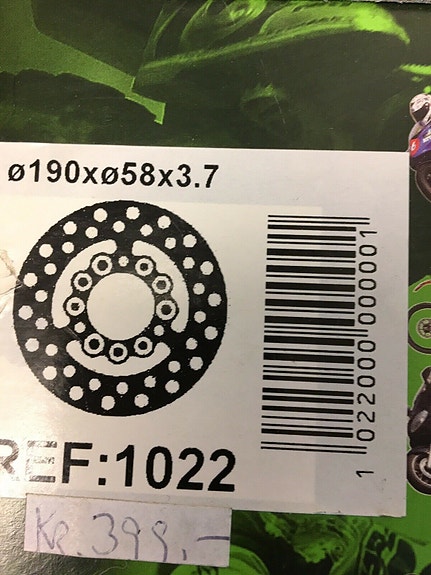 ø190xø58x3.7
1 022000 000001
REF:1022
Kr. 399,-